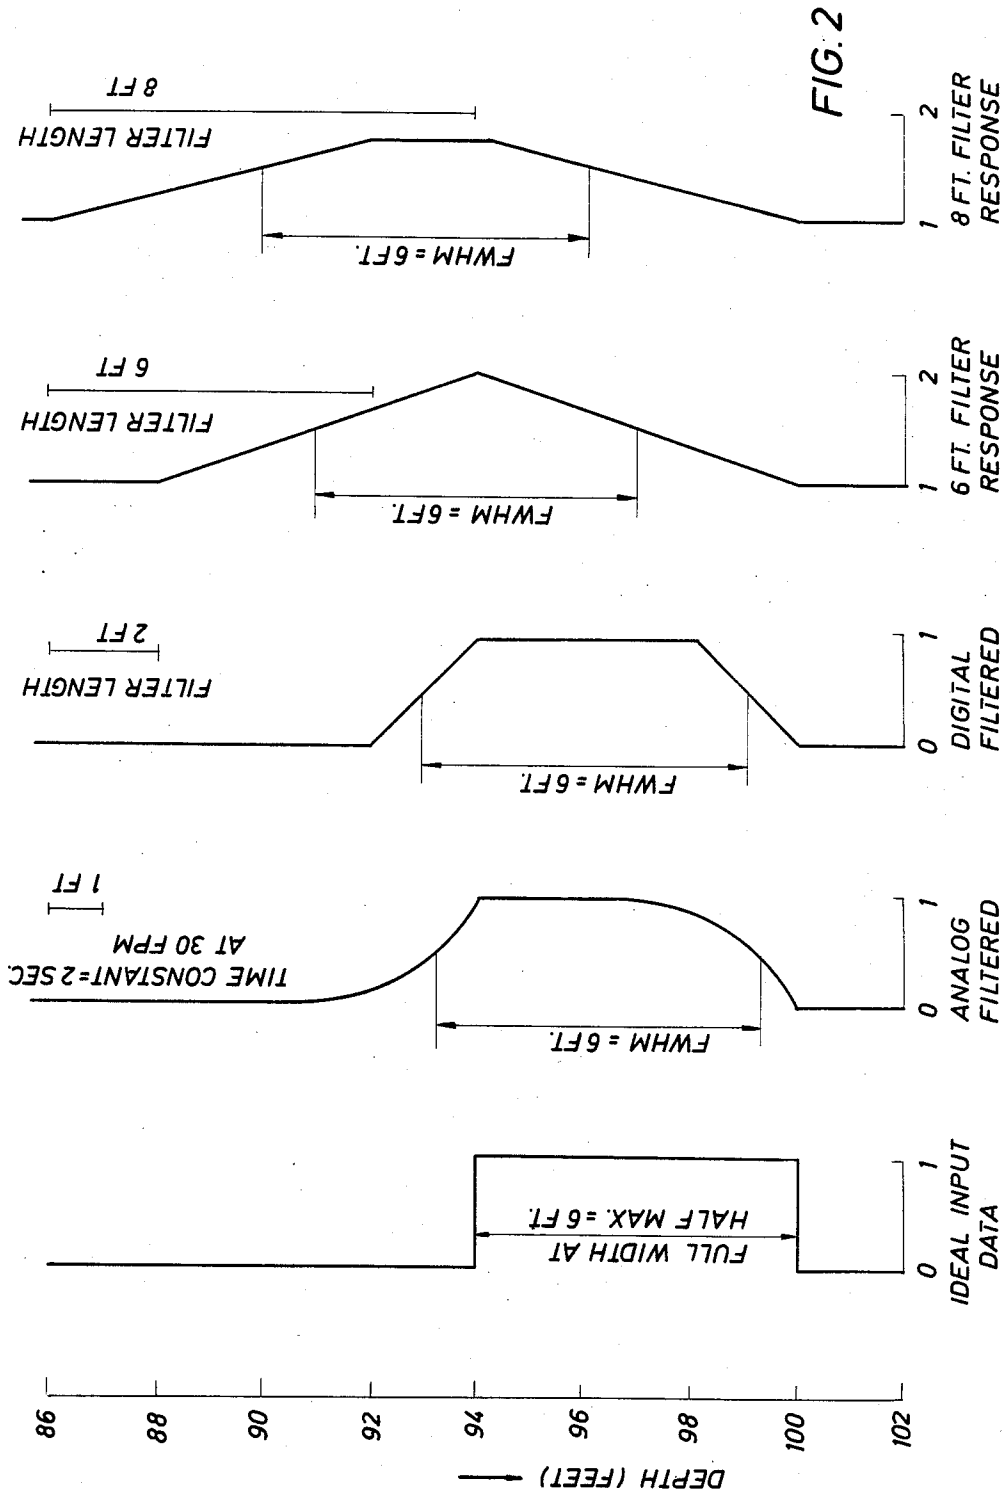 DEPTH (FEET)
86
88
90
92
94
96
98
100
102
FULL WIDTH AT
HALF MAX. = 6 FT.
0
1
IDEAL INPUT
DATA
TIME CONSTANT=2 SEC.
AT 30 FPM
1 FT
FWHM = 6 FT.
0
1
ANALOG
FILTERED
FILTER LENGTH
2 FT
FWHM = 6 FT.
0
1
DIGITAL
FILTERED
FILTER LENGTH
6 FT
FWHM = 6 FT.
1
2
6 FT. FILTER
RESPONSE
FILTER LENGTH
8 FT
FWHM = 6 FT.
1
2
8 FT. FILTER
RESPONSE
FIG. 2